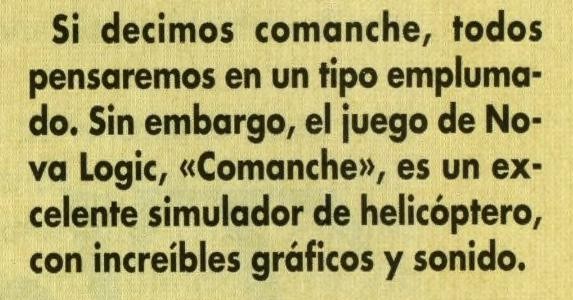 Si decimos comanche, todos
pensaremos en un tipo empluma-
do. Sin embargo, el juego de No-
va Logic, «Comanche», es un ex-
celente simulador de helicóptero,
con increíbles gráficos y sonido.